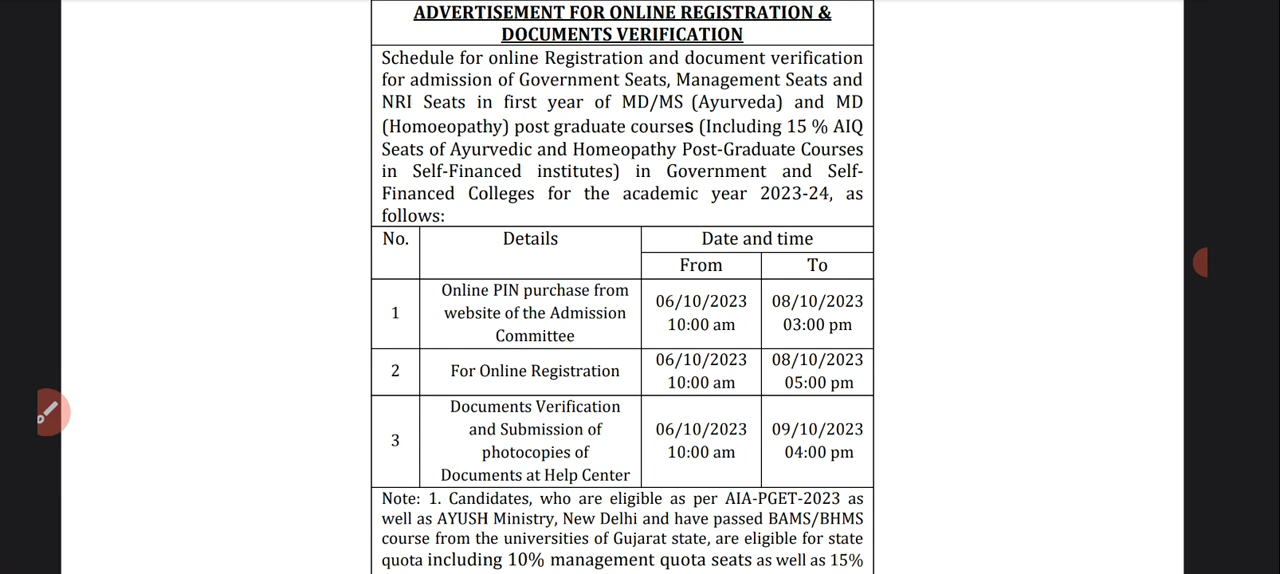 ADVERTISEMENT FOR ONLINE REGISTRATION &
DOCUMENTS VERIFICATION
Schedule for online Registration and document verification
for admission of Government Seats, Management Seats and
NRI Seats in first year of MD/MS (Ayurveda) and MD
(Homoeopathy) post graduate courses (Including 15 % AIQ
Seats of Ayurvedic and Homeopathy Post-Graduate Courses
in Self-Financed institutes) in Government and Self-
Financed Colleges for the academic year 2023-24, as
follows:
No. Details Date and time
From To
1 Online PIN purchase from
website of the Admission
Committee 06/10/2023
10:00 am 08/10/2023
03:00 pm
2 For Online Registration 06/10/2023
10:00 am 08/10/2023
05:00 pm
3 Documents Verification
and Submission of
photocopies of
Documents at Help Center 06/10/2023
10:00 am 09/10/2023
04:00 pm
Note: 1. Candidates, who are eligible as per AIA-PGET-2023 as
well as AYUSH Ministry, New Delhi and have passed BAMS/BHMS
course from the universities of Gujarat state, are eligible for state
quota including 10% management quota seats as well as 15%